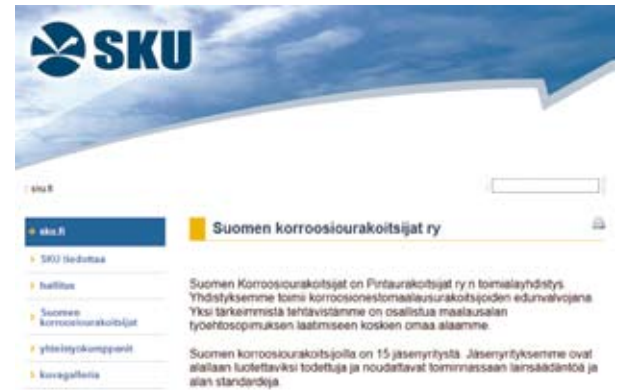 SKU
sku.fi
sku.fi
Suomen korroosiourakoitsijat ry
SKU tiedottaa
hallitus
Suomen
korroosiourakoitsijat
yhteistyökumppanit
kuvagalleria
Suomen Korroosiourakoitsijat on Pintaurakoitsijat ry:n toimialayhdistys.
Yhdistyksemme toimii korroosionestomaalausurakoitsijoiden edunvalvojana.
Yksi tärkeimmistä tehtävistämme on osallistua maalausalan
työehtosopimuksen laatimiseen koskien omaa alaamme.
Suomen korroosiourakoitsijoilla on 15 jäsenyritystä. Jäsenyrityksemme ovat
alallaan luotettaviksi todettuja ja noudattavat toiminnassaan lainsäädäntöä ja
alan standardeja.